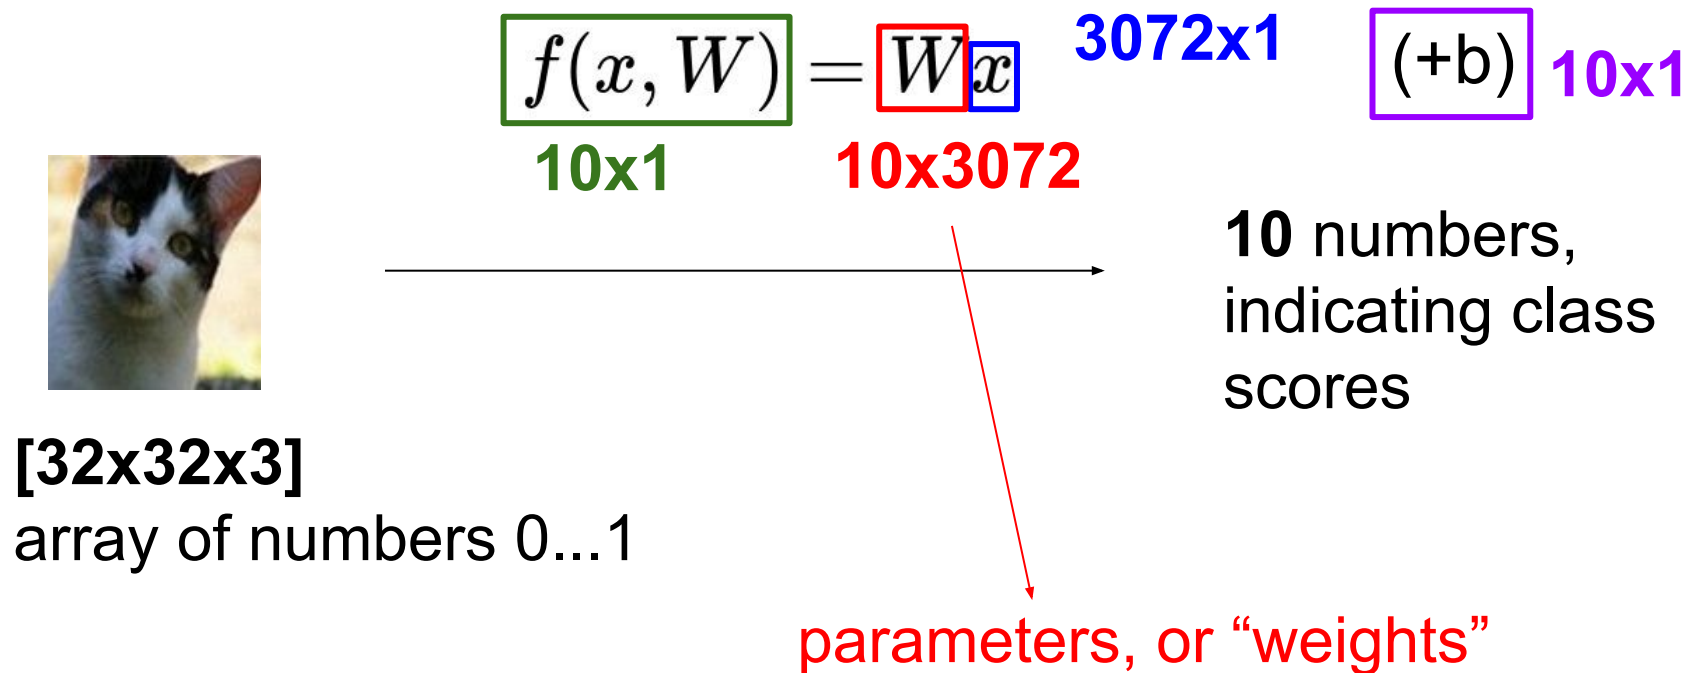 f(x, W) = Wx
3072x1
(+b)
10x1
10x1
10x3072
10 numbers,
indicating class
scores
[32x32x3]
array of numbers 0...1
parameters, or “weights”